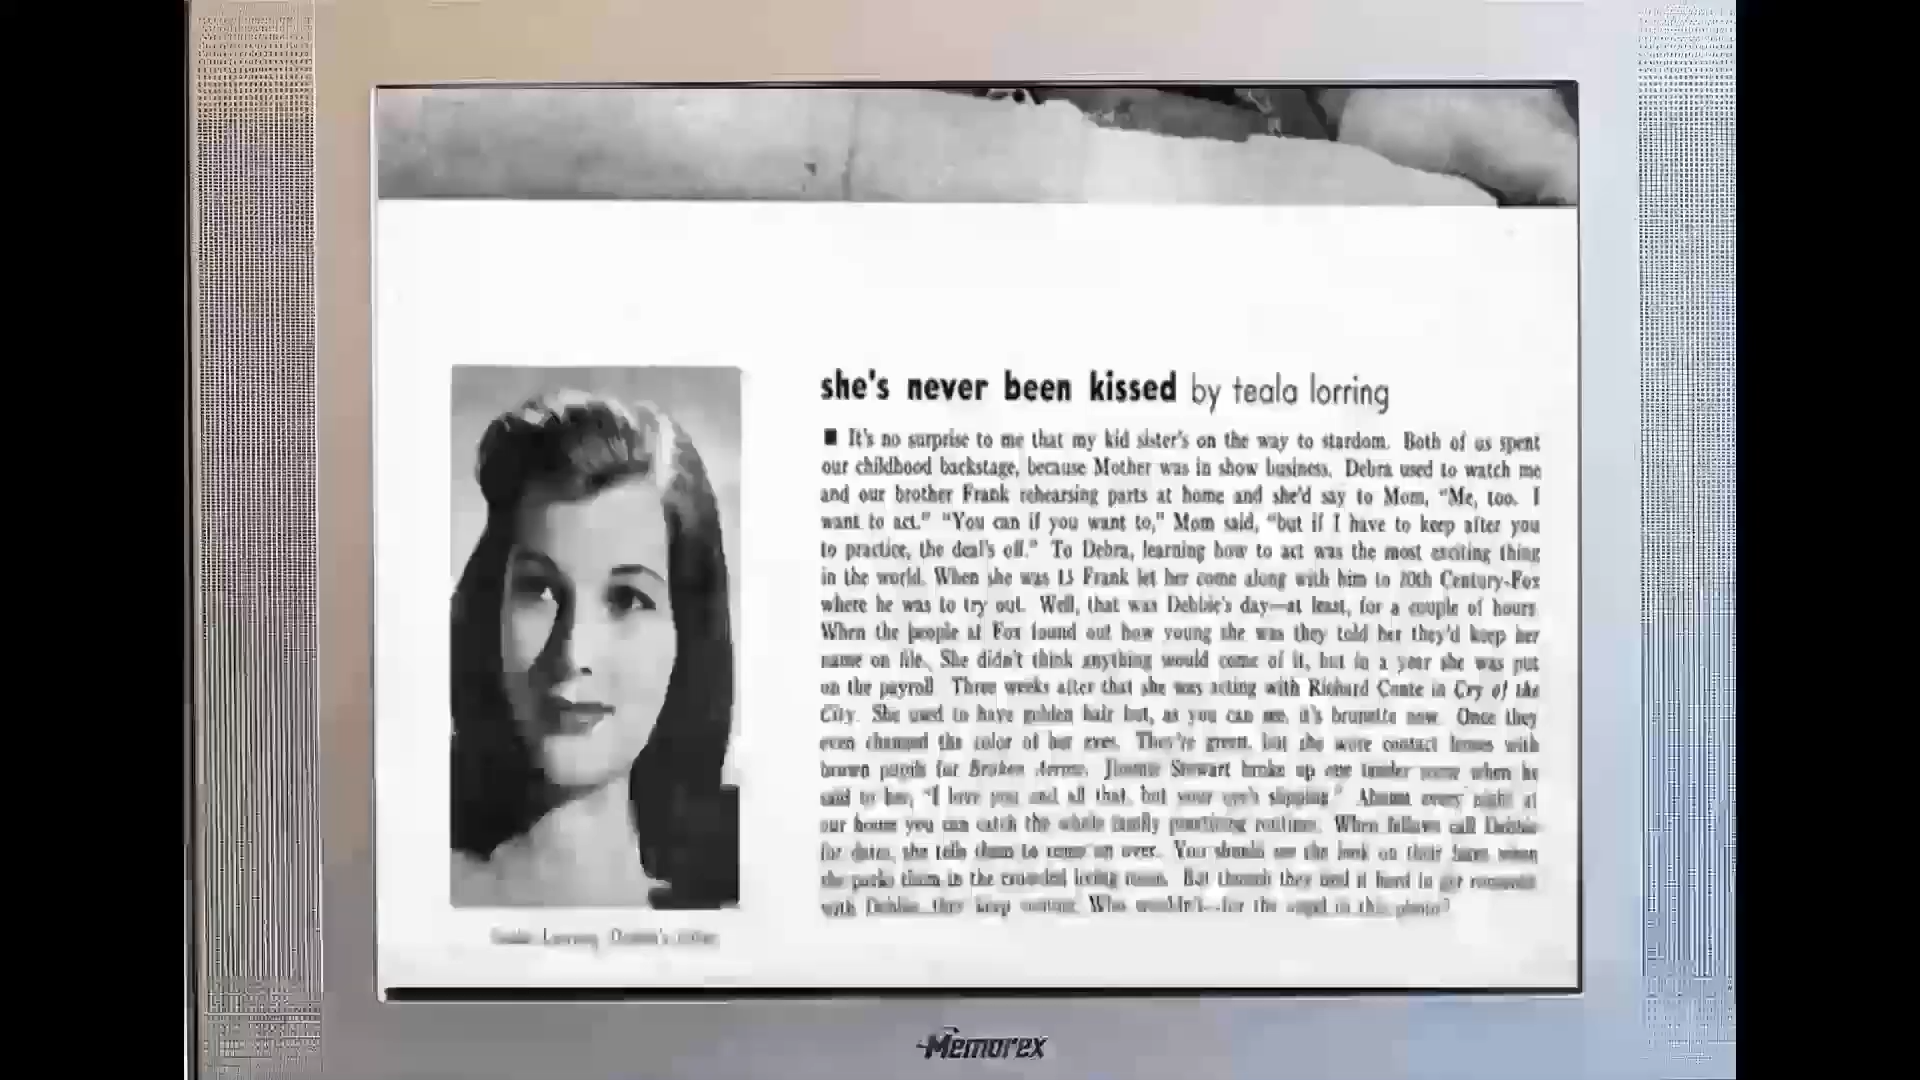 she's never been kissed by teala lorring
■ It's no surprise to me that my kid sister's on the way to stardom. Both of us spent
our childhood backstage, because Mother was in show business. Debra used to watch me
and our brother Frank rehearsing parts at home and she'd say to Mom, "Me, too. I
want to act." "You can if you want to," Mom said, "but if I have to keep after you
to practice, the deal's off." To Debra, learning how to act was the most exciting thing
in the world. When she was 13 Frank let her come along with him to 20th Century-Fox
where he was to try out. Well, that was Debbie's day—at least, for a couple of hours.
When the people at Fox found out how young she was they told her they'd keep her
name on file. She didn't think anything would come of it, but in a year she was put
on the payroll. Three weeks after that she was acting with Richard Conte in Cry of the
City. She used to have golden hair but, as you can see, it's brunette now. Once they
even changed the color of her eyes. They're green, but she wore contact lenses with
brown pupils for Broken Arrow. Jimmie Stewart broke up one tender scene when he
said to her, "I love you and all that, but your eye's slipping." Almost every night at
our house you can catch the whole family practicing routines. When fellows call Debbie
for dates, she tells them to come on over. You should see the look on their faces when
she parks them in the crowded living room. But though they find it hard to get romantic
with Debbie, they keep coming. Who wouldn't—for the angel in this photo?
Teala Lorring, Debra's sister
Memorex